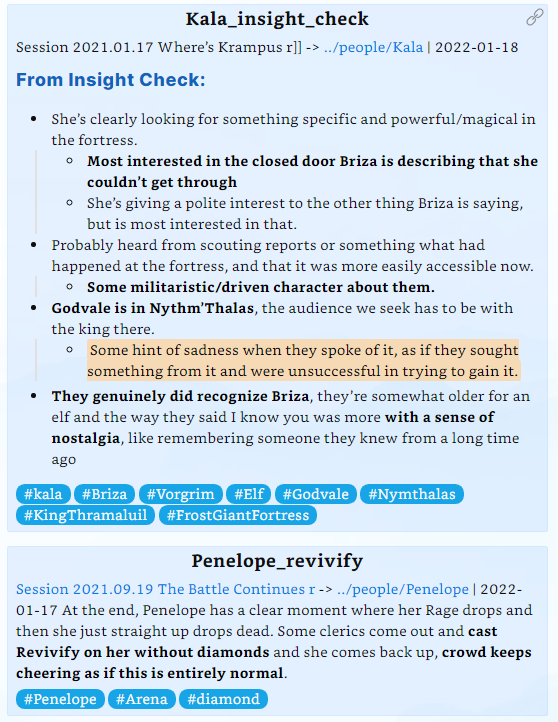 Kala_insight_check
Session 2021.01.17 Where's Krampus r]] -> ../people/Kala | 2022-01-18
From Insight Check:
She's clearly looking for something specific and powerful/magical in
the fortress.
Most interested in the closed door Briza is describing that she
couldn't get through
She's giving a polite interest to the other thing Briza is saying,
but is most interested in that.
Probably heard from scouting reports or something what had
happened at the fortress, and that it was more easily accessible now.
Some militaristic/driven character about them.
Godvale is in Nythm'Thalas, the audience we seek has to be with
the king there.
Some hint of sadness when they spoke of it, as if they sought
something from it and were unsuccessful in trying to gain it.
They genuinely did recognize Briza, they're somewhat older for an
elf and the way they said I know you was more with a sense of
nostalgia, like remembering someone they knew from a long time
ago
#kala #Briza #Vorgrim #Elf #Godvale #Nymthalas
#KingThramaluil #FrostGiantFortress
Penelope_revivify
Session 2021.09.19 The Battle Continues r -> ../people/Penelope | 2022-
01-17 At the end, Penelope has a clear moment where her Rage drops and
then she just straight up drops dead. Some clerics come out and cast
Revivify on her without diamonds and she comes back up, crowd keeps
cheering as if this is entirely normal.
#Penelope #Arena #diamond